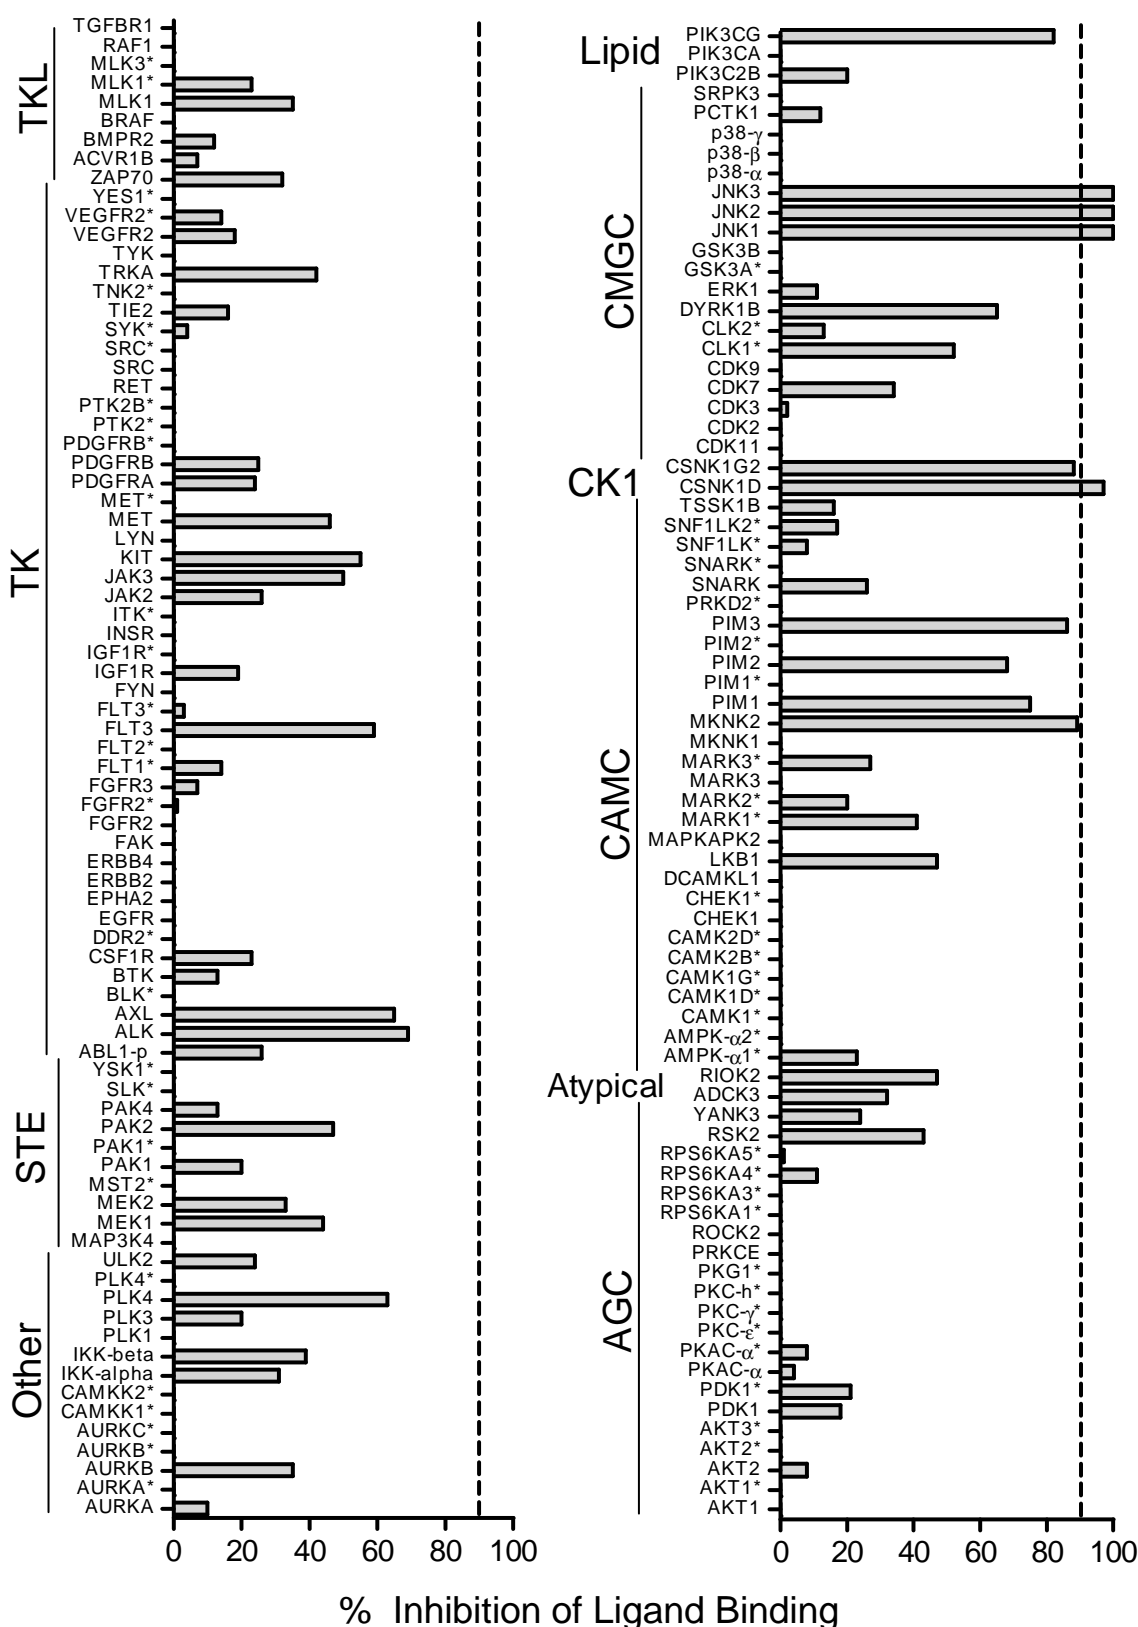 TKL
TGFBR1
RAF1
MLK3*
MLK1*
MLK1
BRAF
BMPR2
ACVR1B
ZAP70
TK
YES1*
VEGFR2*
VEGFR2
TYK
TRKA
TNK2*
TIE2
SYK*
SRC*
SRC
RET
PTK2B*
PTK2*
PDGFRB*
PDGFRB
PDGFRA
MET*
MET
LYN
KIT
JAK3
JAK2
ITK*
INSR
IGF1R*
IGF1R
FYN
FLT3*
FLT3
FLT2*
FLT1*
FGFR3
FGFR2*
FGFR2
FAK
ERBB4
ERBB2
EPHA2
EGFR
DDR2*
CSF1R
BTK
BLK*
AXL
ALK
ABL1-p
STE
YSK1*
SLK*
PAK4
PAK2
PAK1*
PAK1
MST2*
MEK2
MEK1
MAP3K4
Other
ULK2
PLK4*
PLK4
PLK3
PLK1
IKK-beta
IKK-alpha
CAMKK2*
CAMKK1*
AURKC*
AURKB*
AURKB
AURKA*
AURKA
0 20 40 60 80 100
Lipid
PIK3CG
PIK3CA
PIK3C2B
CMGC
SRPK3
PCTK1
p38-γ
p38-β
p38-α
JNK3
JNK2
JNK1
GSK3B
GSK3A*
ERK1
DYRK1B
CLK2*
CLK1*
CDK9
CDK7
CDK3
CDK2
CDK11
CK1
CSNK1G2
CSNK1D
CAMC
TSSK1B
SNF1LK2*
SNF1LK*
SNARK*
SNARK
PRKD2*
PIM3
PIM2*
PIM2
PIM1*
PIM1
MKNK2
MKNK1
MARK3*
MARK3
MARK2*
MARK1*
MAPKAPK2
LKB1
DCAMKL1
CHEK1*
CHEK1
CAMK2D*
CAMK2B*
CAMK1G*
CAMK1D*
CAMK1*
AMPK-α2*
AMPK-α1*
Atypical
RIOK2
ADCK3
AGC
YANK3
RSK2
RPS6KA5*
RPS6KA4*
RPS6KA3*
RPS6KA1*
ROCK2
PRKCE
PKG1*
PKC-h*
PKC-γ*
PKC-ε*
PKAC-α*
PKAC-α
PDK1*
PDK1
AKT3*
AKT2*
AKT2
AKT1*
AKT1
0 20 40 60 80 100
% Inhibition of Ligand Binding